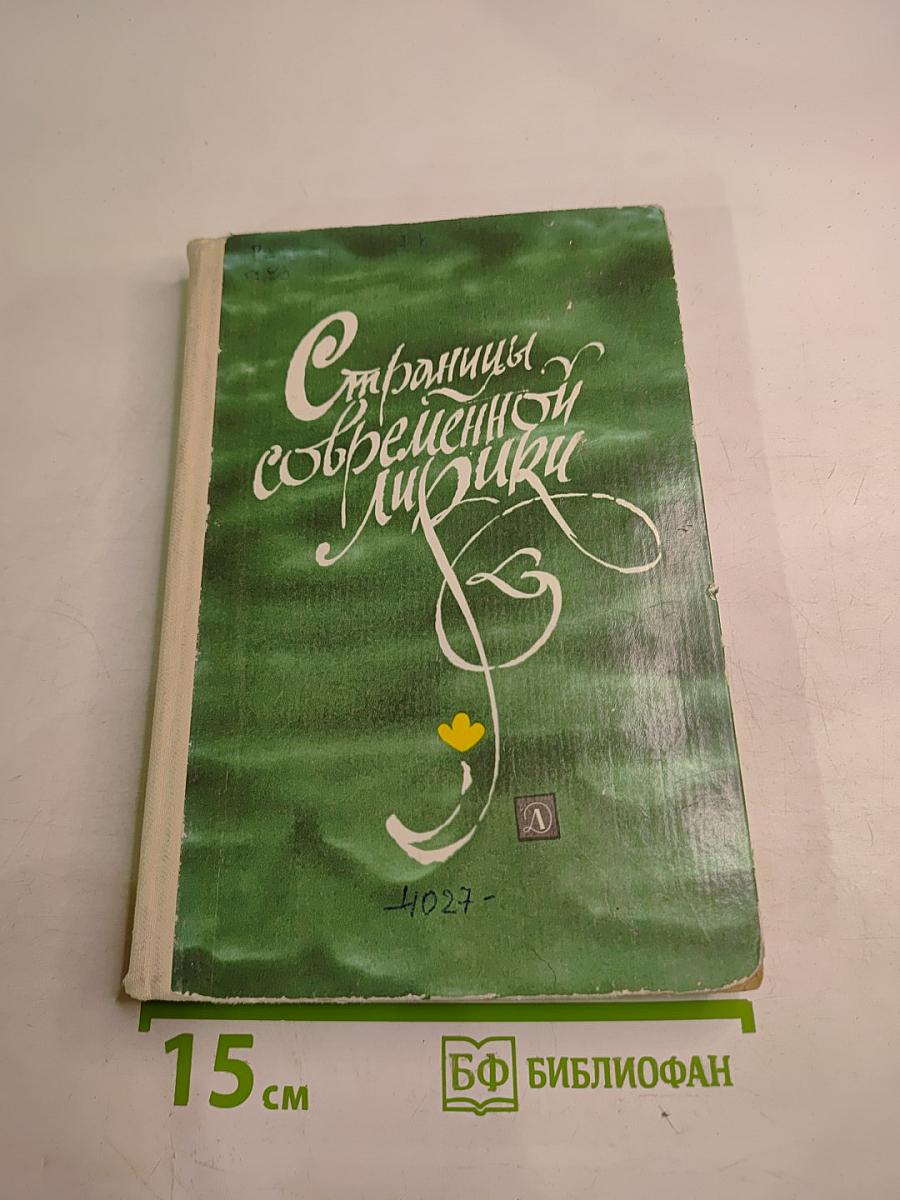 Страницы
современной
лирики
Д
-4027-
15 см
БФ БИБЛИОФАН